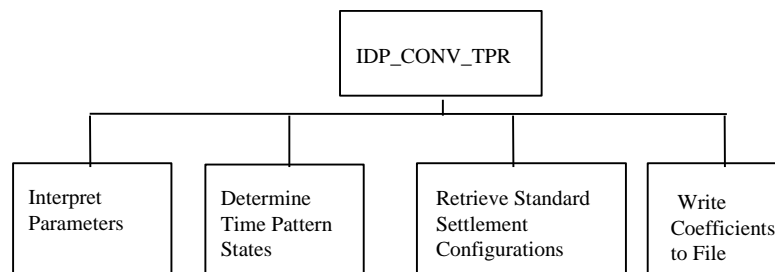 IDP_CONV_TPR
Interpret
Parameters
Determine
Time Pattern
States
Retrieve Standard
Settlement
Configurations
Write
Coefficients
to File